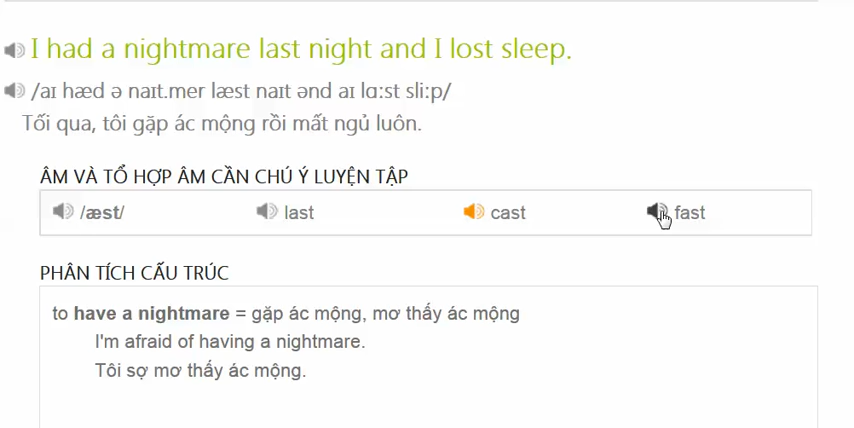 I had a nightmare last night and I lost sleep.
/aɪ hæd ə naɪt.mer læst naɪt ənd aɪ lɑ:st sli:p/
Tối qua, tôi gặp ác mộng rồi mất ngủ luôn.
ÂM VÀ TỔ HỢP ÂM CẦN CHÚ Ý LUYỆN TẬP
/æst/ last cast fast
PHÂN TÍCH CẤU TRÚC
to have a nightmare = gặp ác mộng, mơ thấy ác mộng
I'm afraid of having a nightmare.
Tôi sợ mơ thấy ác mộng.